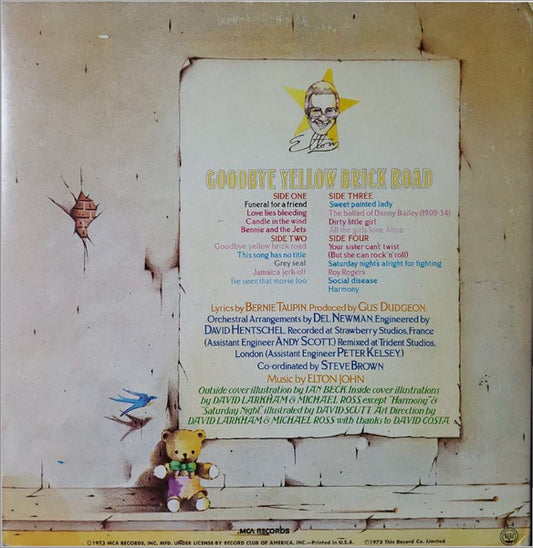 Elton
GOODBYE YELLOW BRICK ROAD
SIDE ONE
Funeral for a friend
Love lies bleeding
Candle in the wind
Bennie and the Jets
SIDE TWO
Goodbye yellow brick road
This song has no title
Grey seal
Jamaica jerk-off
I've seen that movie too
SIDE THREE
Sweet painted lady
The ballad of Danny Bailey (1909-34)
Dirty little girl
All the girls love Alice
SIDE FOUR
Your sister can't twist
(But she can rock 'n' roll)
Saturday night's alright for fighting
Roy Rogers
Social disease
Harmony
Lyrics by BERNIE TAUPIN. Produced by GUS DUDGEON.
Orchestral Arrangements by DEL NEWMAN. Engineered by
DAVID HENTSCHEL. Recorded at Strawberry Studios, France
(Assistant Engineer ANDY SCOTT.) Remixed at Trident Studios,
London (Assistant Engineer PETER KELSEY.)
Co-ordinated by STEVE BROWN
Music by ELTON JOHN
Outside cover illustration by IAN BECK Inside cover illustrations
by DAVID LARKHAM & MICHAEL ROSS, except "Harmony" &
"Saturday Night" illustrated by DAVID SCUTT Art Direction by
DAVID LARKHAM & MICHAEL ROSS with thanks to DAVID COSTA.
MCA RECORDS
©1973 MCA RECORDS, INC. MFD. UNDER LICENSE BY RECORD CLUB OF AMERICA, INC.—Printed in U.S.A.
©1973 This Record Co. Limited